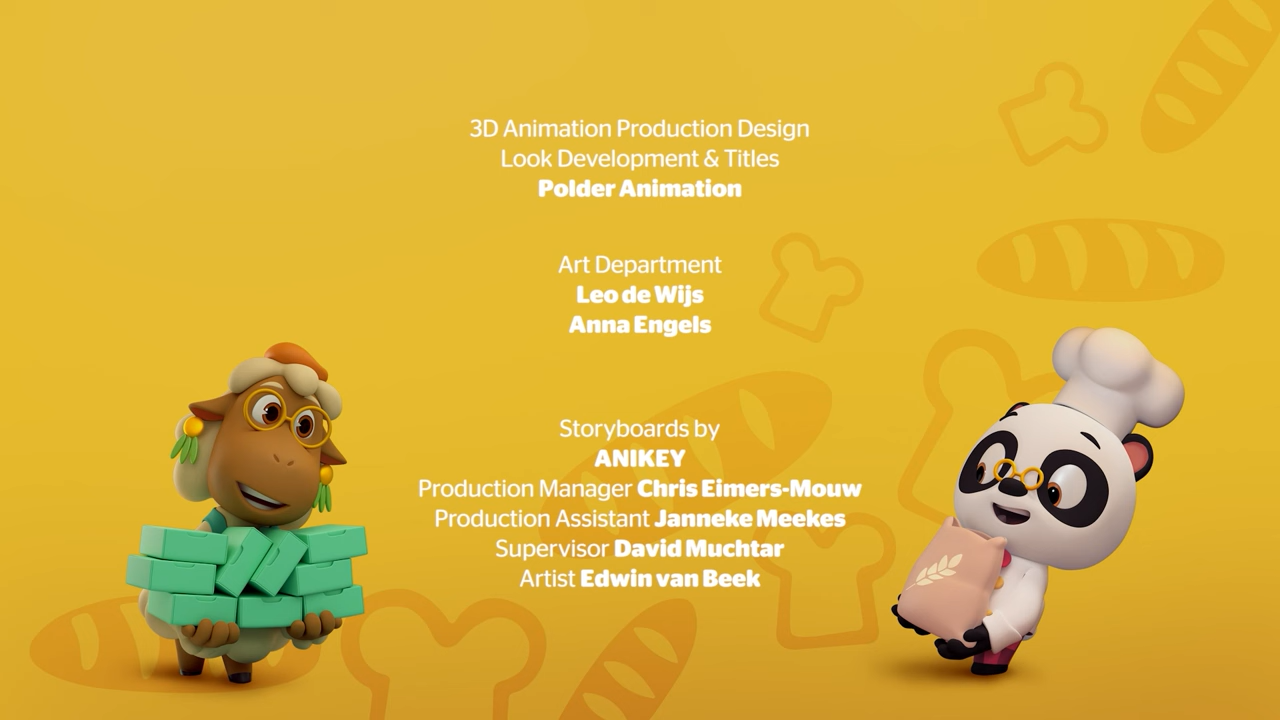 3D Animation Production Design
Look Development & Titles
Polder Animation
Art Department
Leo de Wijs
Anna Engels
Storyboards by
ANIKEY
Production Manager Chris Eimers-Mouw
Production Assistant Janneke Meekes
Supervisor David Muchtar
Artist Edwin van Beek